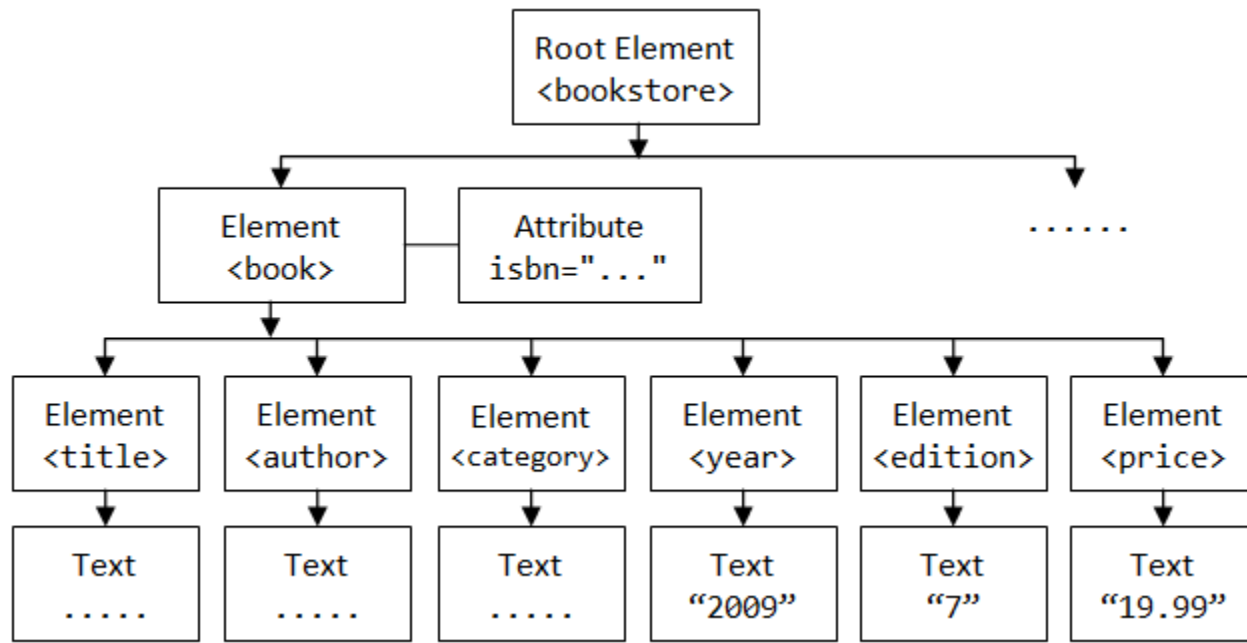 Root Element
<bookstore>
Element
<book>
Attribute
isbn="..."
......
Element
<title>
Element
<author>
Element
<category>
Element
<year>
Element
<edition>
Element
<price>
Text
.....
Text
.....
Text
.....
Text
“2009”
Text
“7”
Text
“19.99”